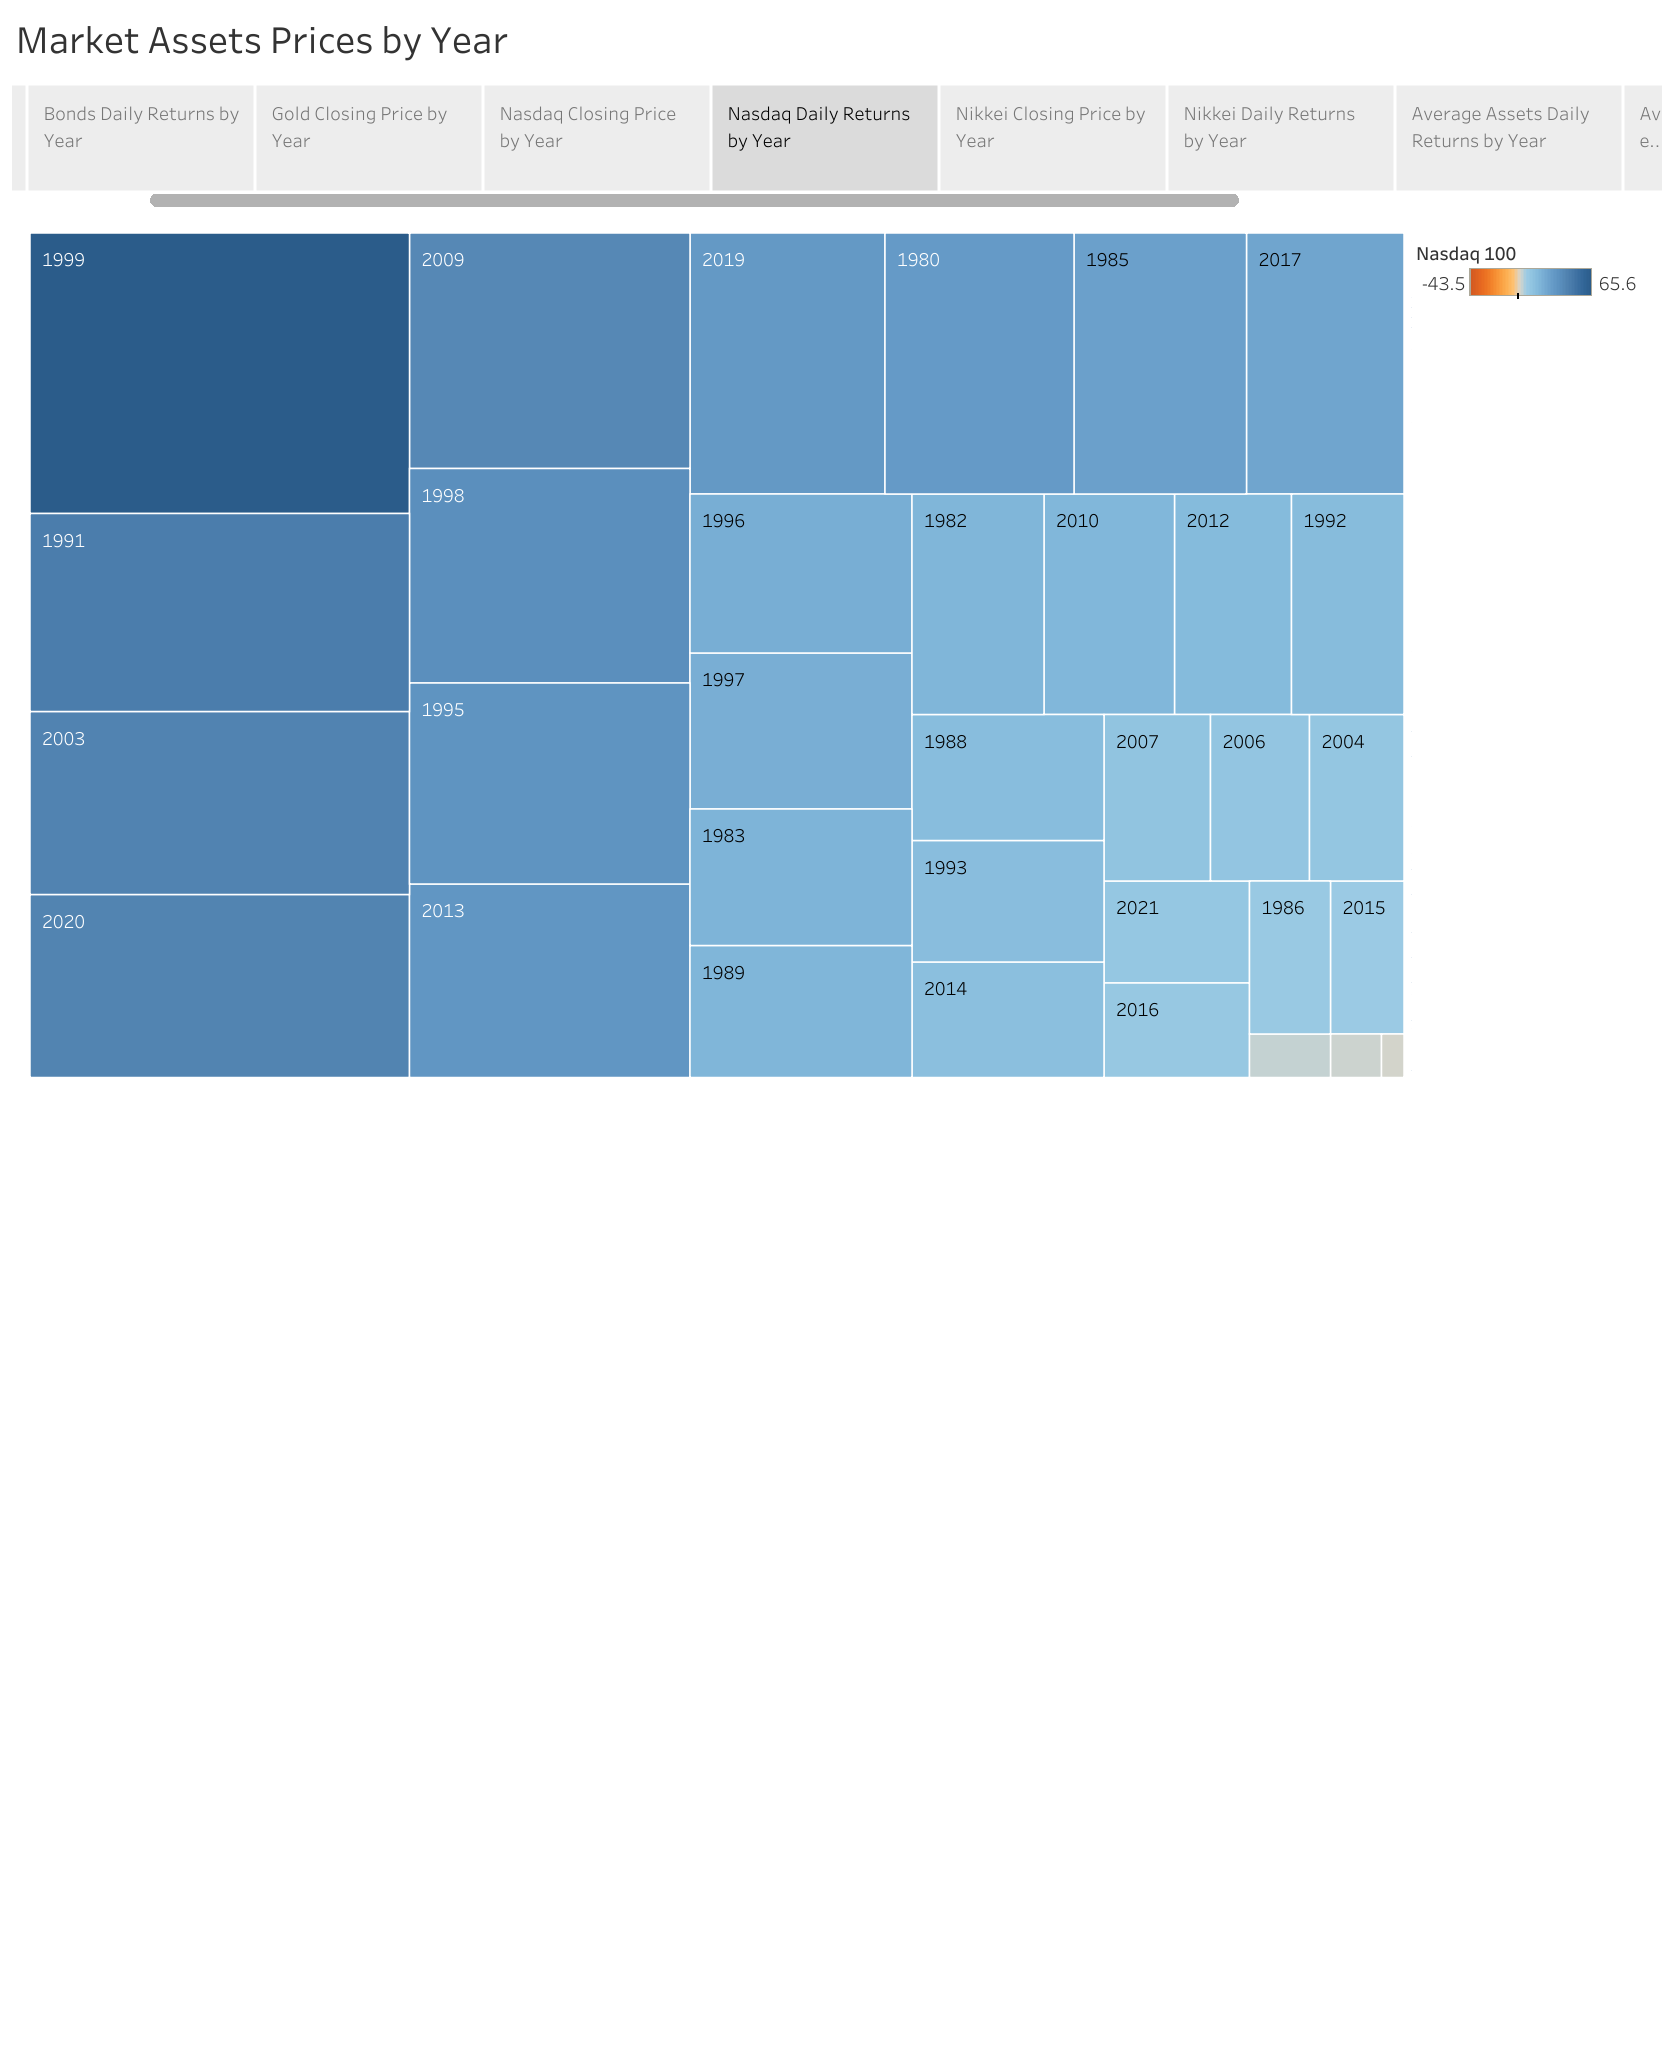 Market Assets Prices by Year
Bonds Daily Returns by
Year
Gold Closing Price by
Year
Nasdaq Closing Price
by Year
Nasdaq Daily Returns
by Year
Nikkei Closing Price by
Year
Nikkei Daily Returns
by Year
Average Assets Daily
Returns by Year
Av
e..
Nasdaq 100
-43.5 65.6
1999
2009
2019
1980
1985
2017
1998
1996
1982
2010
2012
1992
1991
1997
1995
2003
1988
2007
2006
2004
1983
1993
2021
1986
2015
2013
2020
1989
2014
2016